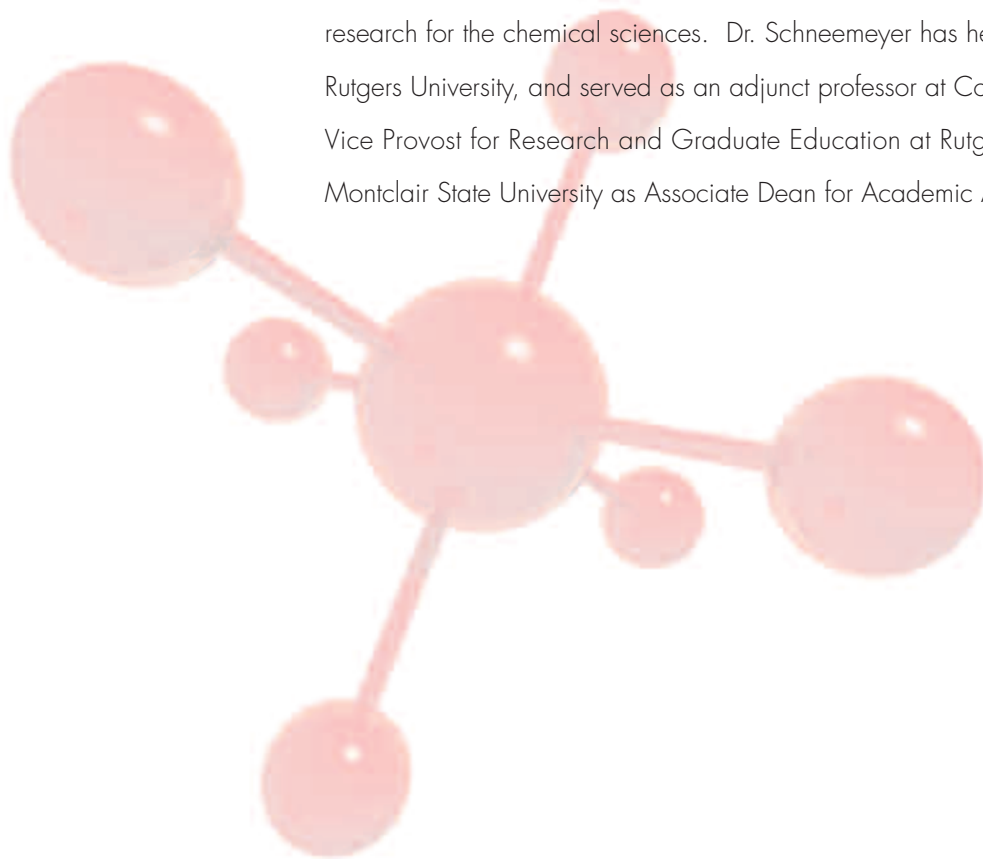 research for the chemical sciences. Dr. Schneemeyer has he
Rutgers University, and served as an adjunct professor at Co
Vice Provost for Research and Graduate Education at Rutg
Montclair State University as Associate Dean for Academic